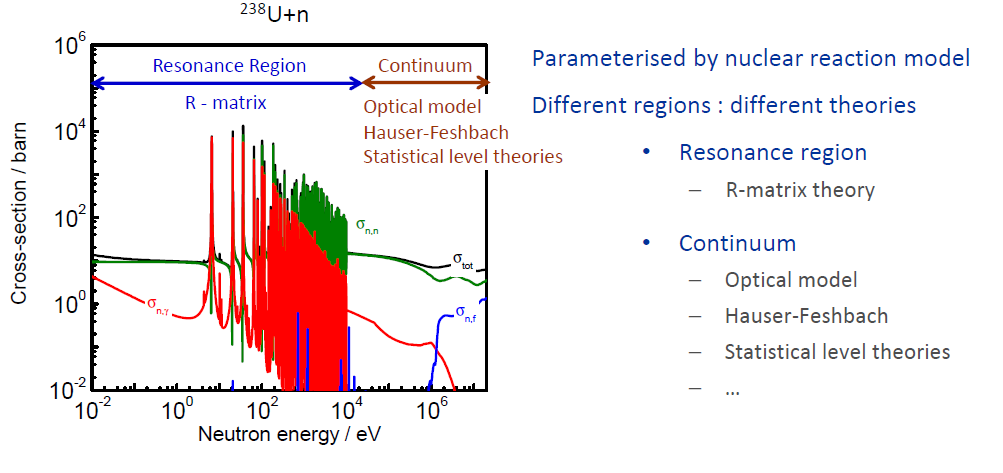 ²³⁸U+n
Parameterised by nuclear reaction model
Different regions : different theories
• Resonance region
– R-matrix theory
• Continuum
– Optical model
– Hauser-Feshbach
– Statistical level theories
– ...
Resonance Region
R - matrix
Continuum
Optical model
Hauser-Feshbach
Statistical level theories
Cross-section / barn
10⁶
10⁴
10²
10⁰
10⁻²
σn,n
σtot
σn,γ
σn,f
10⁻² 10⁰ 10² 10⁴ 10⁶
Neutron energy / eV